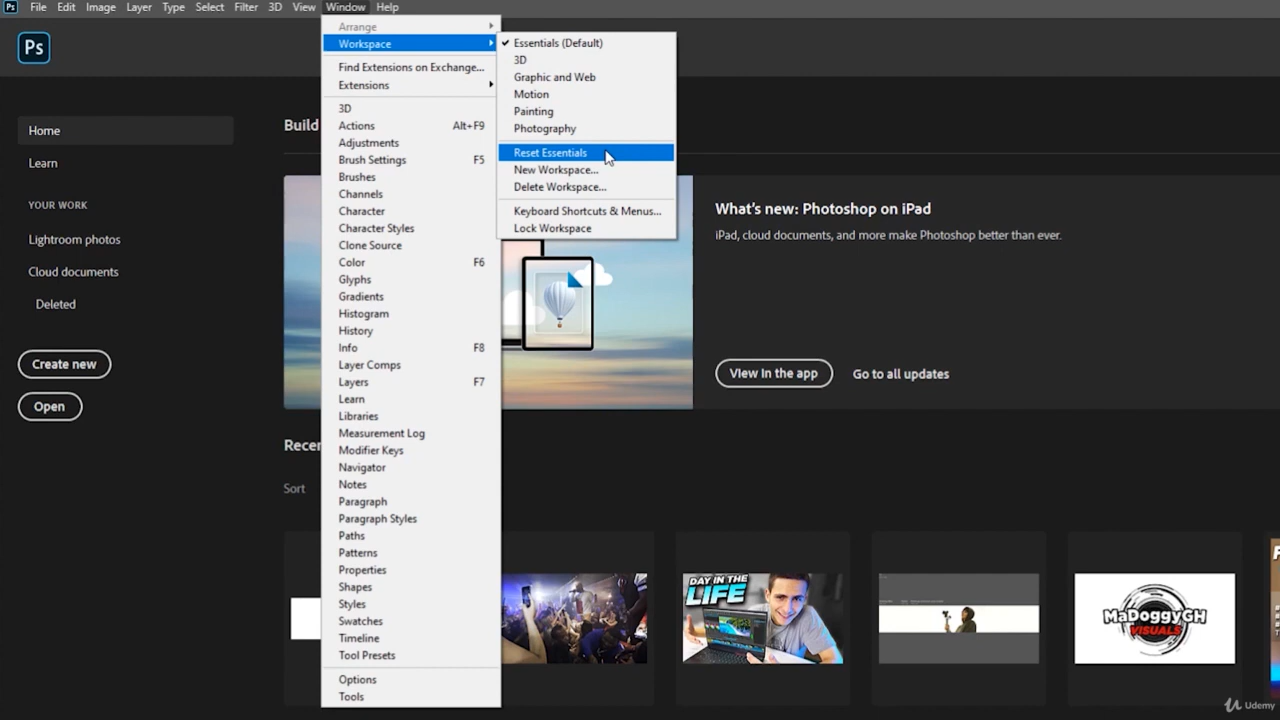 Ps File Edit Image Layer Type Select Filter 3D View Window Help
Ps
Home
Learn
YOUR WORK
Lightroom photos
Cloud documents
Deleted
Create new
Open
Arrange
Workspace
Find Extensions on Exchange...
Extensions
3D
Actions Alt+F9
Adjustments
Brush Settings F5
Brushes
Channels
Character
Character Styles
Clone Source
Color F6
Glyphs
Gradients
Histogram
History
Info F8
Layer Comps
Layers F7
Learn
Libraries
Measurement Log
Modifier Keys
Navigator
Notes
Paragraph
Paragraph Styles
Paths
Patterns
Properties
Shapes
Styles
Swatches
Timeline
Tool Presets
Options
Tools
Essentials (Default)
3D
Graphic and Web
Motion
Painting
Photography
Reset Essentials
New Workspace...
Delete Workspace...
Keyboard Shortcuts & Menus...
Lock Workspace
Build
What's new: Photoshop on iPad
iPad, cloud documents, and more make Photoshop better than ever.
View in the app
Go to all updates
Recen
Sort
DAY IN THE
LIFE
MaDoggyGH
VISUALS
Udemy